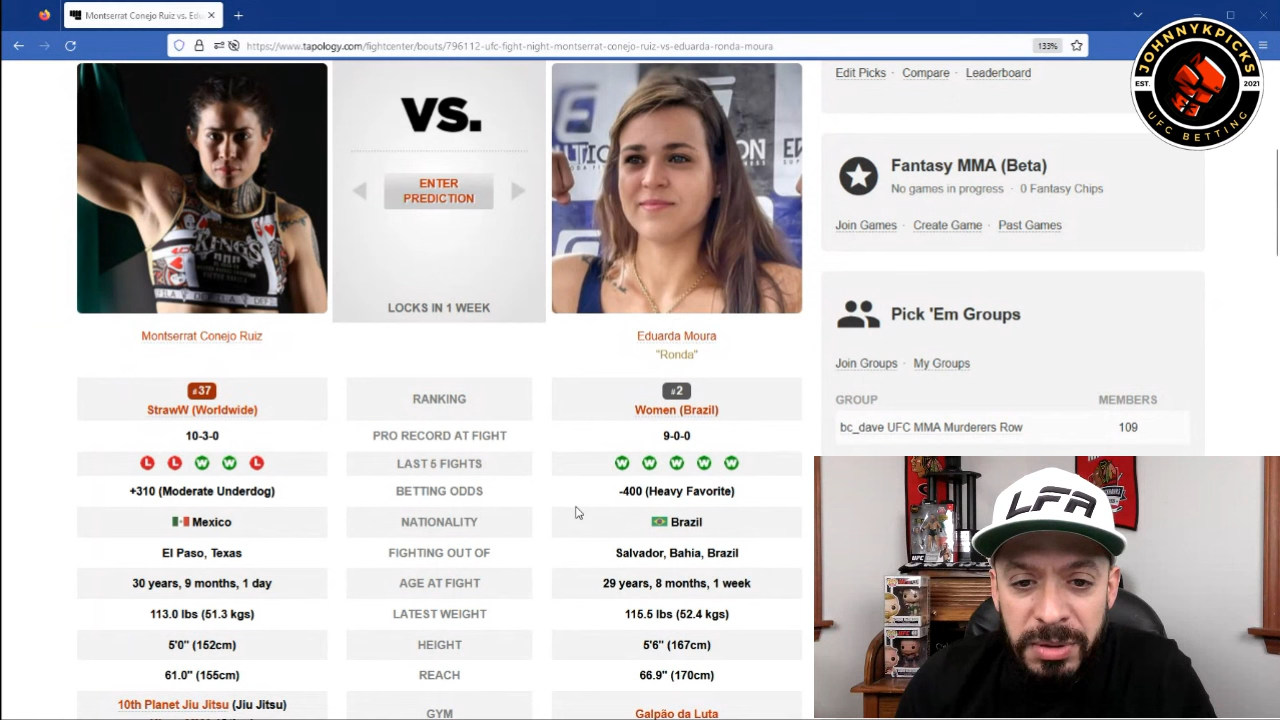 Montserrat Conejo Ruiz vs. Edu
https://www.tapology.com/fightcenter/bouts/796112-ufc-fight-night-montserrat-conejo-ruiz-vs-eduarda-ronda-moura
133%
JOHNNYKPICKS
EST. 2021
UFC BETTING
Edit Picks · Compare · Leaderboard
VS.
ENTER
PREDICTION
LOCKS IN 1 WEEK
KINGS
Fantasy MMA (Beta)
No games in progress · 0 Fantasy Chips
Join Games · Create Game · Past Games
Pick 'Em Groups
Join Groups · My Groups
GROUP MEMBERS
bc_dave UFC MMA Murderers Row 109
Montserrat Conejo Ruiz Eduarda Moura
"Ronda"
#37 #2
StrawW (Worldwide) RANKING Women (Brazil)
10-3-0 PRO RECORD AT FIGHT 9-0-0
L L W W L LAST 5 FIGHTS W W W W W
+310 (Moderate Underdog) BETTING ODDS -400 (Heavy Favorite)
Mexico NATIONALITY Brazil
El Paso, Texas FIGHTING OUT OF Salvador, Bahia, Brazil
30 years, 9 months, 1 day AGE AT FIGHT 29 years, 8 months, 1 week
113.0 lbs (51.3 kgs) LATEST WEIGHT 115.5 lbs (52.4 kgs)
5'0" (152cm) HEIGHT 5'6" (167cm)
61.0" (155cm) REACH 66.9" (170cm)
10th Planet Jiu Jitsu (Jiu Jitsu) GYM Galpão da Luta
LFA
UFC